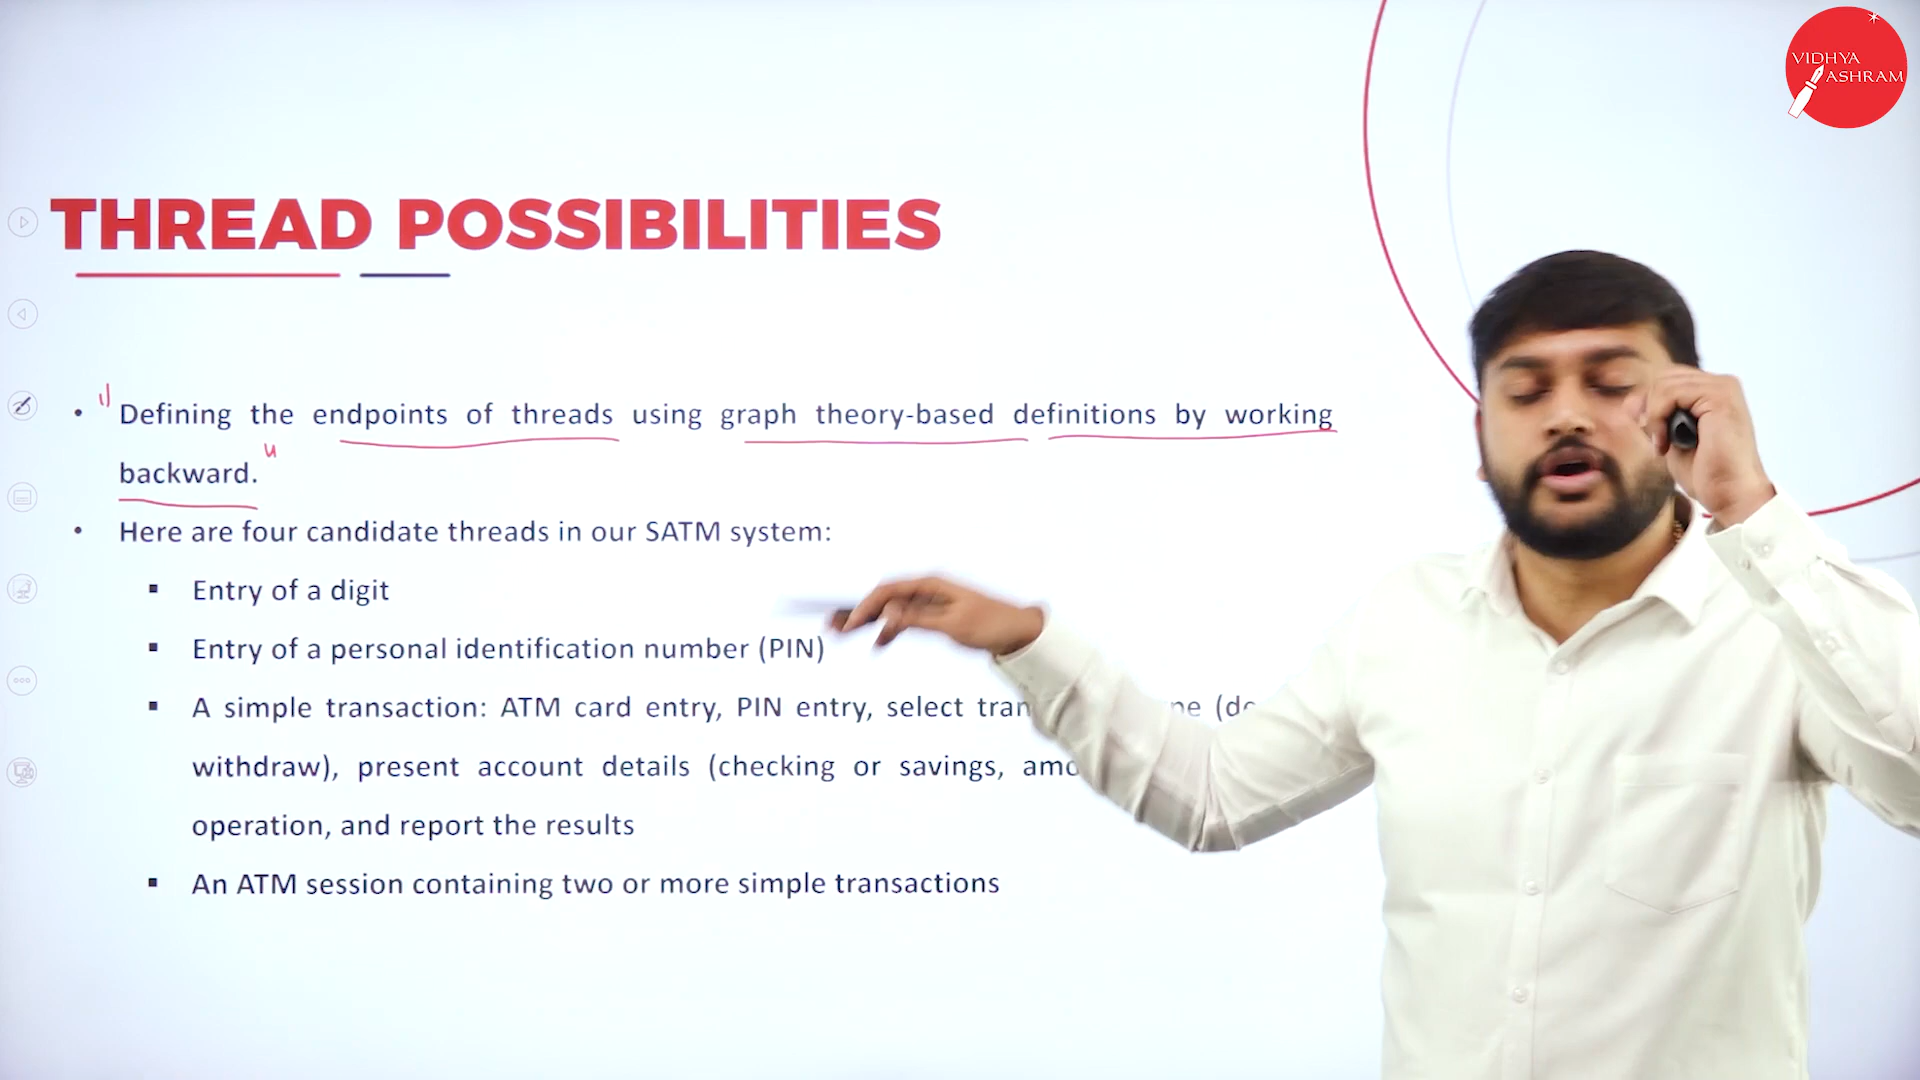 VIDHYA
ASHRAM
THREAD POSSIBILITIES
• Defining the endpoints of threads using graph theory-based definitions by working
backward.
• Here are four candidate threads in our SATM system:
▪ Entry of a digit
▪ Entry of a personal identification number (PIN)
▪ A simple transaction: ATM card entry, PIN entry, select
withdraw), present account details (checking or savings,
operation, and report the results
▪ An ATM session containing two or more simple transactions